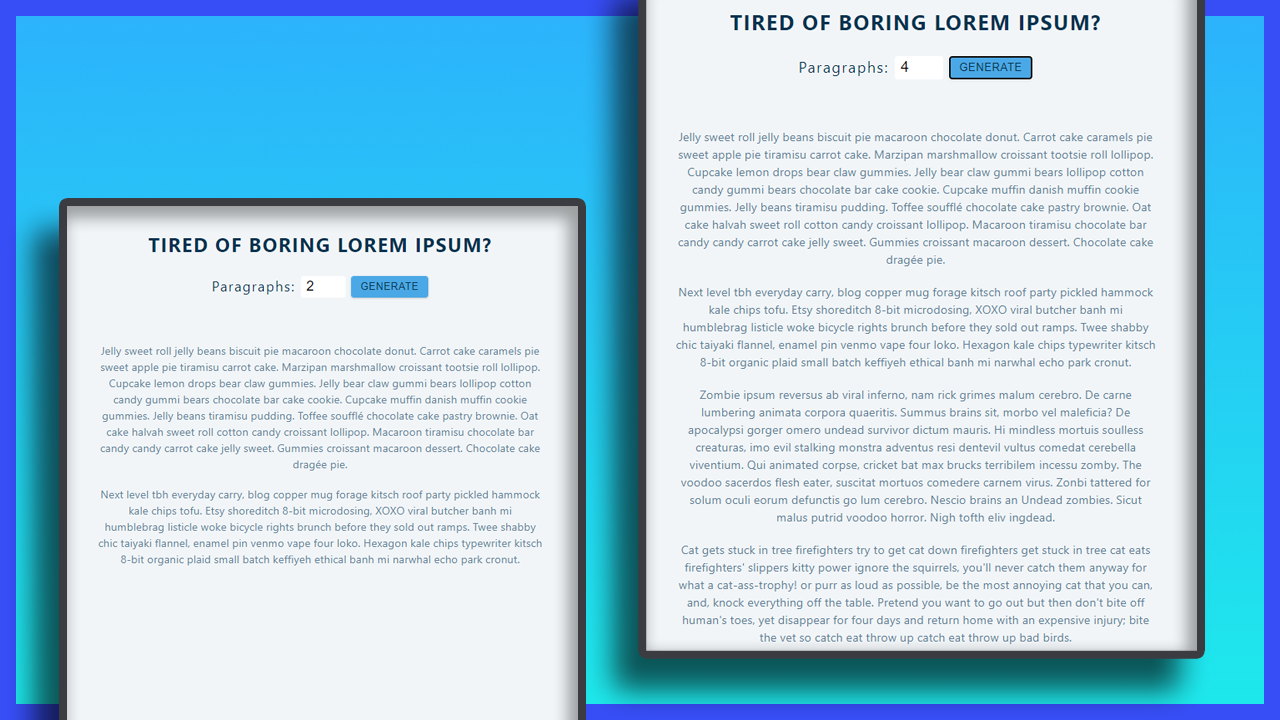 TIRED OF BORING LOREM IPSUM?
Paragraphs: 2 GENERATE
Jelly sweet roll jelly beans biscuit pie macaroon chocolate donut. Carrot cake caramels pie
sweet apple pie tiramisu carrot cake. Marzipan marshmallow croissant tootsie roll lollipop.
Cupcake lemon drops bear claw gummies. Jelly bear claw gummi bears lollipop cotton
candy gummi bears chocolate bar cake cookie. Cupcake muffin danish muffin cookie
gummies. Jelly beans tiramisu pudding. Toffee soufflé chocolate cake pastry brownie. Oat
cake halvah sweet roll cotton candy croissant lollipop. Macaroon tiramisu chocolate bar
candy candy carrot cake jelly sweet. Gummies croissant macaroon dessert. Chocolate cake
dragée pie.
Next level tbh everyday carry, blog copper mug forage kitsch roof party pickled hammock
kale chips tofu. Etsy shoreditch 8-bit microdosing, XOXO viral butcher banh mi
humblebrag listicle woke bicycle rights brunch before they sold out ramps. Twee shabby
chic taiyaki flannel, enamel pin venmo vape four loko. Hexagon kale chips typewriter kitsch
8-bit organic plaid small batch keffiyeh ethical banh mi narwhal echo park cronut.
TIRED OF BORING LOREM IPSUM?
Paragraphs: 4 GENERATE
Jelly sweet roll jelly beans biscuit pie macaroon chocolate donut. Carrot cake caramels pie
sweet apple pie tiramisu carrot cake. Marzipan marshmallow croissant tootsie roll lollipop.
Cupcake lemon drops bear claw gummies. Jelly bear claw gummi bears lollipop cotton
candy gummi bears chocolate bar cake cookie. Cupcake muffin danish muffin cookie
gummies. Jelly beans tiramisu pudding. Toffee soufflé chocolate cake pastry brownie. Oat
cake halvah sweet roll cotton candy croissant lollipop. Macaroon tiramisu chocolate bar
candy candy carrot cake jelly sweet. Gummies croissant macaroon dessert. Chocolate cake
dragée pie.
Next level tbh everyday carry, blog copper mug forage kitsch roof party pickled hammock
kale chips tofu. Etsy shoreditch 8-bit microdosing, XOXO viral butcher banh mi
humblebrag listicle woke bicycle rights brunch before they sold out ramps. Twee shabby
chic taiyaki flannel, enamel pin venmo vape four loko. Hexagon kale chips typewriter kitsch
8-bit organic plaid small batch keffiyeh ethical banh mi narwhal echo park cronut.
Zombie ipsum reversus ab viral inferno, nam rick grimes malum cerebro. De carne
lumbering animata corpora quaeritis. Summus brains sit, morbo vel maleficia? De
apocalypsi gorger omero undead survivor dictum mauris. Hi mindless mortuis soulless
creaturas, imo evil stalking monstra adventus resi dentevil vultus comedat cerebella
viventium. Qui animated corpse, cricket bat max brucks terribilem incessu zomby. The
voodoo sacerdos flesh eater, suscitat mortuos comedere carnem virus. Zonbi tattered for
solum oculi eorum defunctis go lum cerebro. Nescio brains an Undead zombies. Sicut
malus putrid voodoo horror. Nigh tofth eliv ingdead.
Cat gets stuck in tree firefighters try to get cat down firefighters get stuck in tree cat eats
firefighters' slippers kitty power ignore the squirrels, you'll never catch them anyway for
what a cat-ass-trophy! or purr as loud as possible, be the most annoying cat that you can,
and, knock everything off the table. Pretend you want to go out but then don't bite off
human's toes, yet disappear for four days and return home with an expensive injury; bite
the vet so catch eat throw up catch eat throw up bad birds.